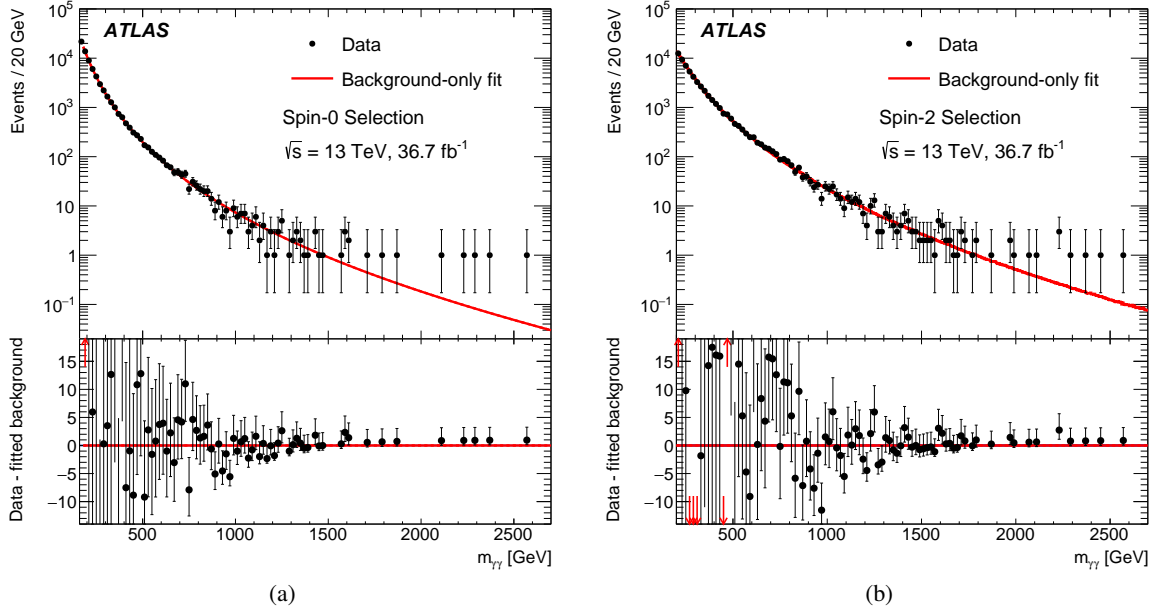 ATLAS
Data
Background-only fit
Spin-0 Selection
√s = 13 TeV, 36.7 fb⁻¹
Events / 20 GeV
10⁵
10⁴
10³
10²
10
1
10⁻¹
Data - fitted background
15
10
5
0
−5
−10
500 1000 1500 2000 2500
mγγ [GeV]
(a)
ATLAS
Data
Background-only fit
Spin-2 Selection
√s = 13 TeV, 36.7 fb⁻¹
Events / 20 GeV
10⁵
10⁴
10³
10²
10
1
10⁻¹
Data - fitted background
15
10
5
0
−5
−10
500 1000 1500 2000 2500
mγγ [GeV]
(b)